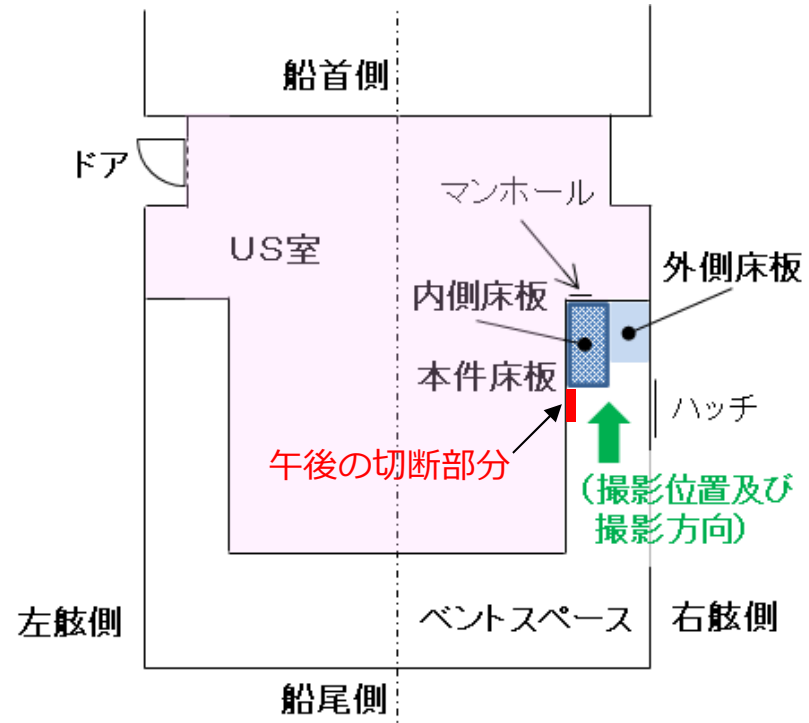 船首側
ドア
マンホール
US室
外側床板
内側床板
本件床板
ハッチ
午後の切断部分
(撮影位置及び
撮影方向)
左舷側
ベントスペース
右舷側
船尾側